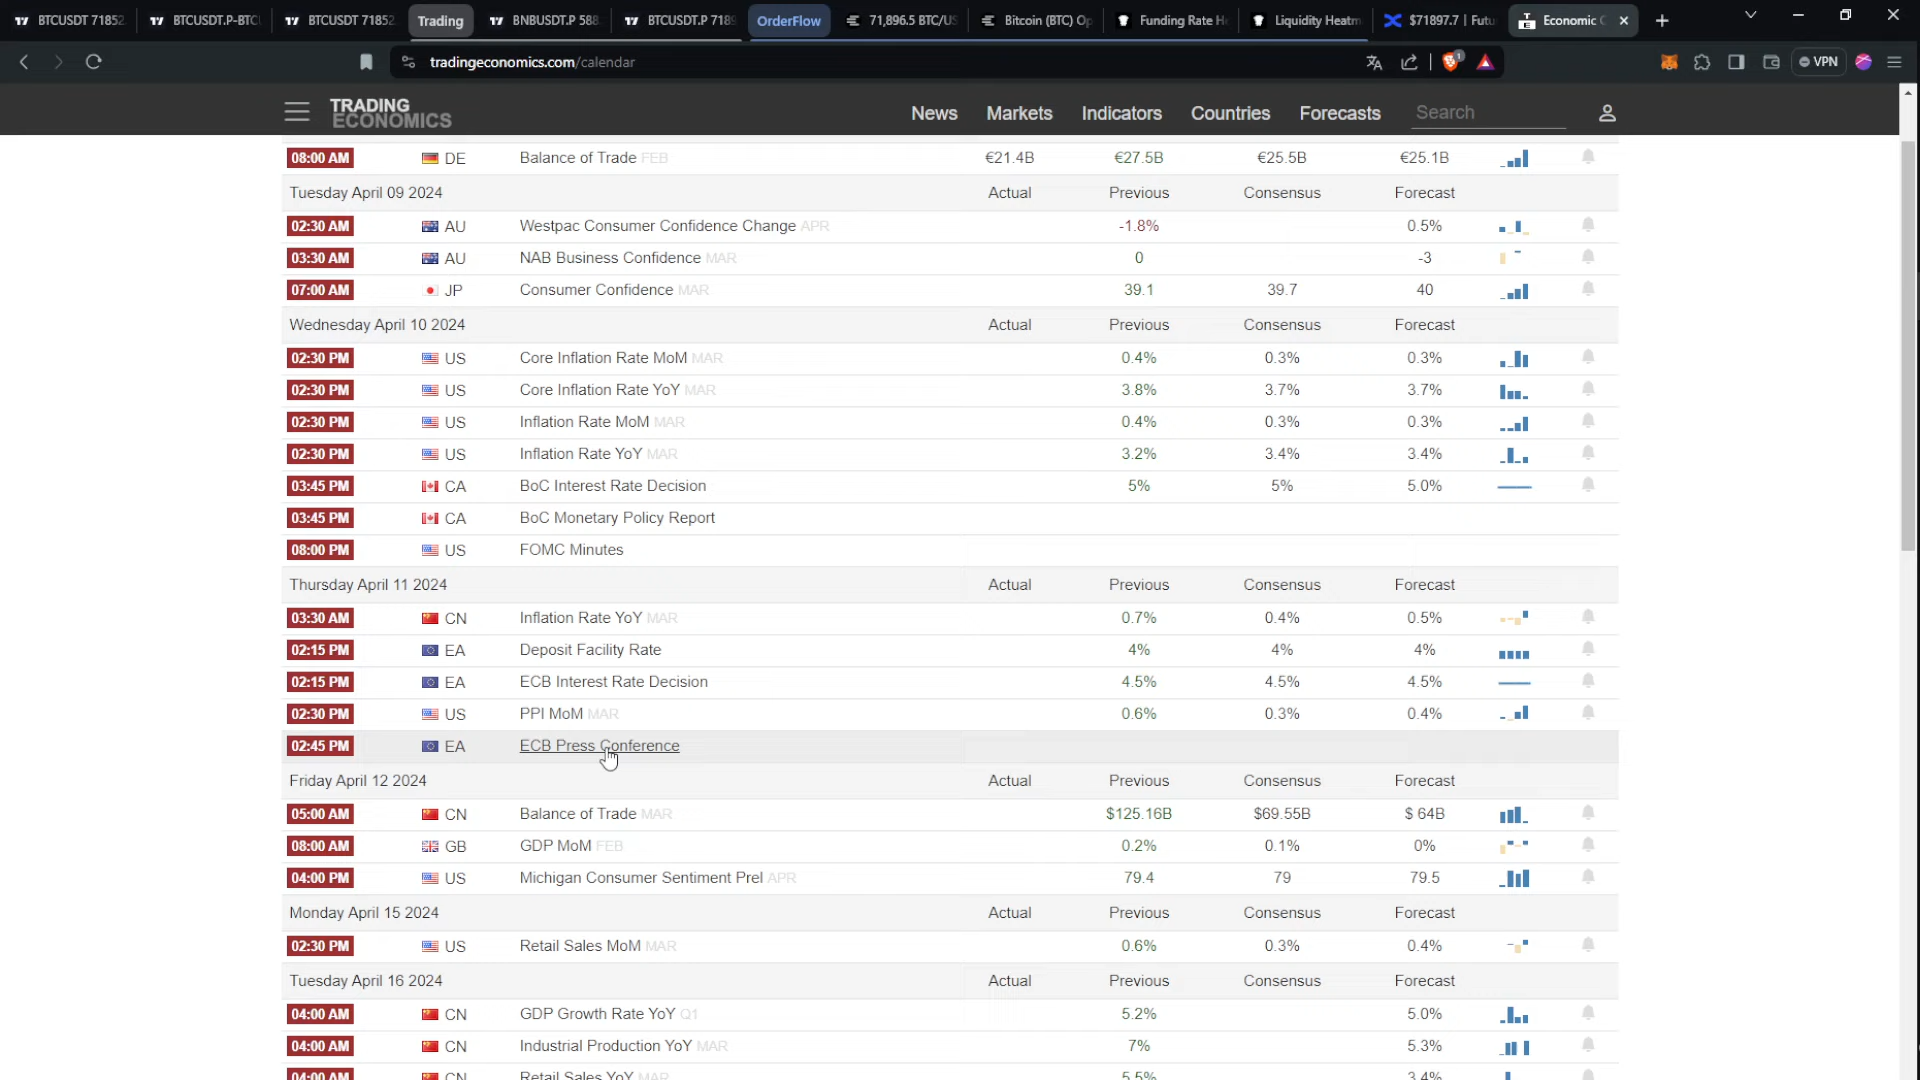 BTCUSDT 71852 BTCUSDT.P-BTC BTCUSDT 71852 Trading BNBUSDT.P 588 BTCUSDT.P 7189 OrderFlow 71,896.5 BTC/US Bitcoin (BTC) Op Funding Rate H Liquidity Heatm $71897.7 | Futu Economic C
tradingeconomics.com/calendar 1 VPN
TRADING
ECONOMICS
News Markets Indicators Countries Forecasts Search
08:00 AM DE Balance of Trade FEB €21.4B €27.5B €25.5B €25.1B
Tuesday April 09 2024 Actual Previous Consensus Forecast
02:30 AM AU Westpac Consumer Confidence Change APR -1.8% 0.5%
03:30 AM AU NAB Business Confidence MAR 0 -3
07:00 AM JP Consumer Confidence MAR 39.1 39.7 40
Wednesday April 10 2024 Actual Previous Consensus Forecast
02:30 PM US Core Inflation Rate MoM MAR 0.4% 0.3% 0.3%
02:30 PM US Core Inflation Rate YoY MAR 3.8% 3.7% 3.7%
02:30 PM US Inflation Rate MoM MAR 0.4% 0.3% 0.3%
02:30 PM US Inflation Rate YoY MAR 3.2% 3.4% 3.4%
03:45 PM CA BoC Interest Rate Decision 5% 5% 5.0%
03:45 PM CA BoC Monetary Policy Report
08:00 PM US FOMC Minutes
Thursday April 11 2024 Actual Previous Consensus Forecast
03:30 AM CN Inflation Rate YoY MAR 0.7% 0.4% 0.5%
02:15 PM EA Deposit Facility Rate 4% 4% 4%
02:15 PM EA ECB Interest Rate Decision 4.5% 4.5% 4.5%
02:30 PM US PPI MoM MAR 0.6% 0.3% 0.4%
02:45 PM EA ECB Press Conference
Friday April 12 2024 Actual Previous Consensus Forecast
05:00 AM CN Balance of Trade MAR $125.16B $69.55B $ 64B
08:00 AM GB GDP MoM FEB 0.2% 0.1% 0%
04:00 PM US Michigan Consumer Sentiment Prel APR 79.4 79 79.5
Monday April 15 2024 Actual Previous Consensus Forecast
02:30 PM US Retail Sales MoM MAR 0.6% 0.3% 0.4%
Tuesday April 16 2024 Actual Previous Consensus Forecast
04:00 AM CN GDP Growth Rate YoY Q1 5.2% 5.0%
04:00 AM CN Industrial Production YoY MAR 7% 5.3%
04:00 AM CN Retail Sales YoY MAR 5.5% 3.4%